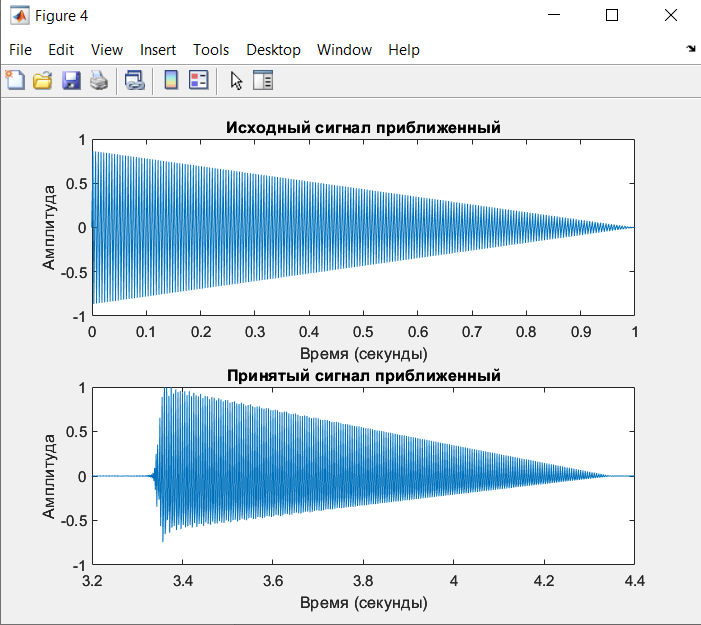 Figure 4
File Edit View Insert Tools Desktop Window Help
Исходный сигнал приближенный
1
0.5
0
-0.5
-1
Амплитуда
0 0.1 0.2 0.3 0.4 0.5 0.6 0.7 0.8 0.9 1
Время (секунды)
Принятый сигнал приближенный
1
0.5
0
-0.5
-1
Амплитуда
3.2 3.4 3.6 3.8 4 4.2 4.4
Время (секунды)